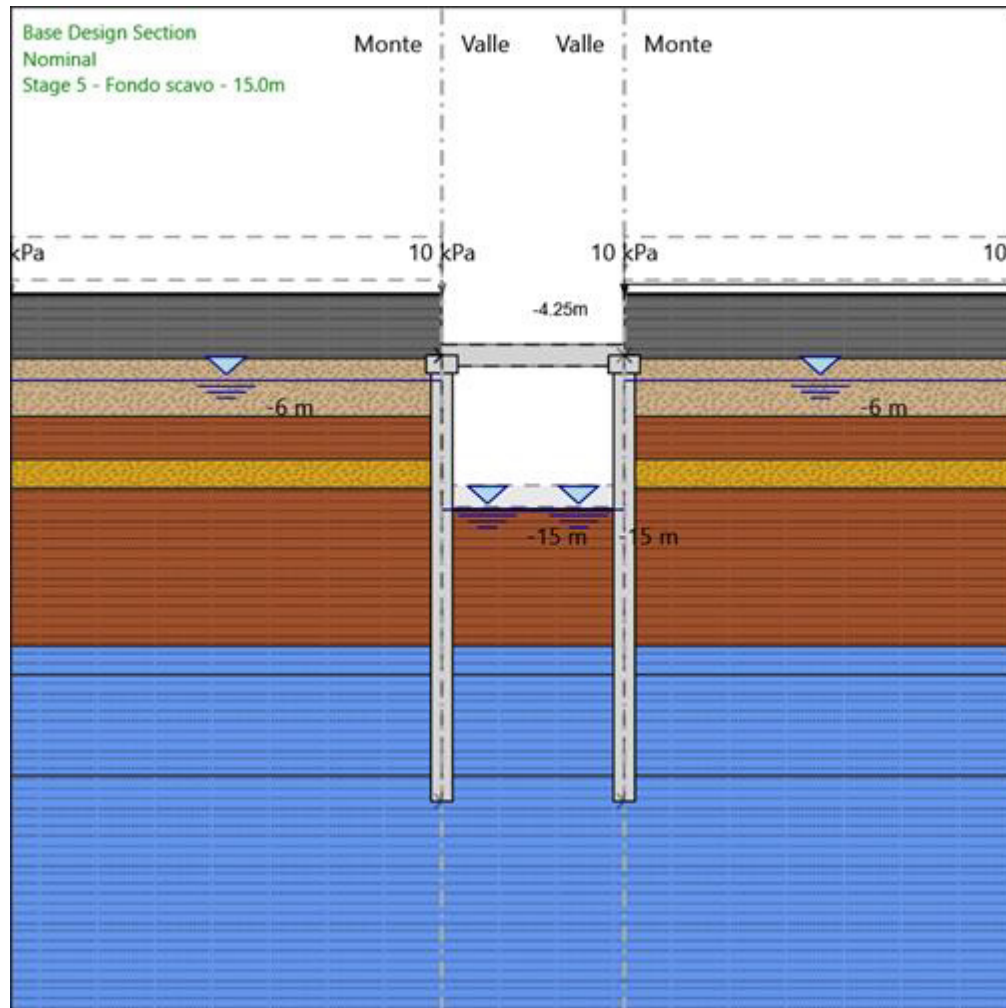 Base Design Section
Nominal
Stage 5 - Fondo scavo - 15.0m
Monte Valle Valle Monte
kPa 10 kPa 10 kPa 10
-4.25m
-6 m -6 m
-15 m -15 m